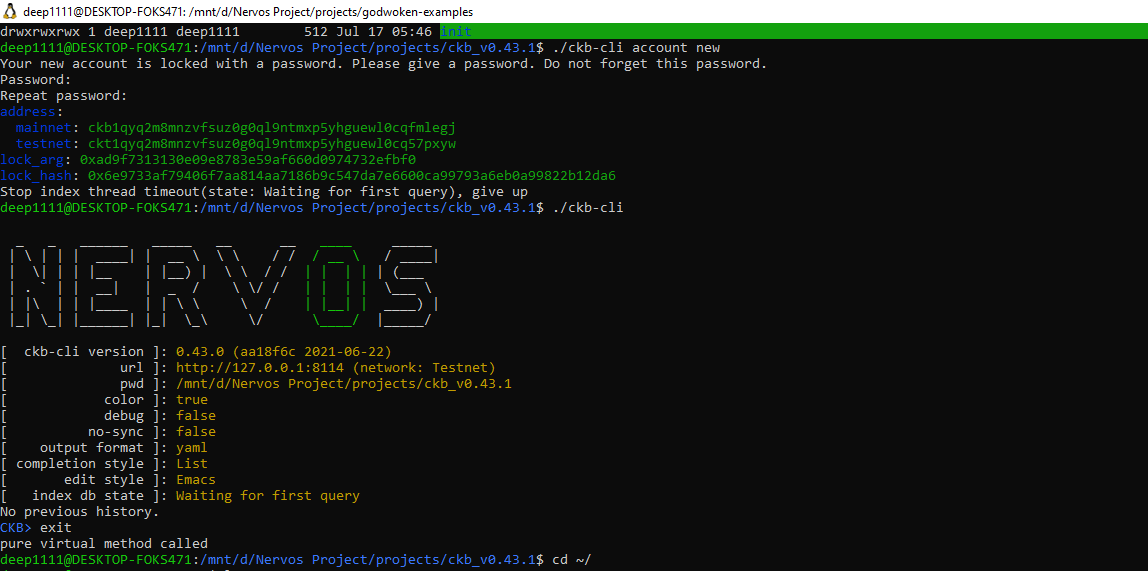 deep1111@DESKTOP-FOKS471: /mnt/d/Nervos Project/projects/godwoken-examples
drwxrwxrwx 1 deep1111 deep1111        512 Jul 17 05:46 init
deep1111@DESKTOP-FOKS471:/mnt/d/Nervos Project/projects/ckb_v0.43.1$ ./ckb-cli account new
Your new account is locked with a password. Please give a password. Do not forget this password.
Password:
Repeat password:
address:
  mainnet: ckb1qyq2m8mnzvfsuz0g0ql9ntmxp5yhguewl0cqfmlegj
  testnet: ckt1qyq2m8mnzvfsuz0g0ql9ntmxp5yhguewl0cq57pxyw
lock_arg: 0xad9f7313130e09e8783e59af660d0974732efbf0
lock_hash: 0x6e9733af79406f7aa814aa7186b9c547da7e6600ca99793a6eb0a99822b12da6
Stop index thread timeout(state: Waiting for first query), give up
deep1111@DESKTOP-FOKS471:/mnt/d/Nervos Project/projects/ckb_v0.43.1$ ./ckb-cli
NERVOS
[  ckb-cli version ]: 0.43.0 (aa18f6c 2021-06-22)
[              url ]: http://127.0.0.1:8114 (network: Testnet)
[              pwd ]: /mnt/d/Nervos Project/projects/ckb_v0.43.1
[            color ]: true
[            debug ]: false
[          no-sync ]: false
[    output format ]: yaml
[ completion style ]: List
[       edit style ]: Emacs
[   index db state ]: Waiting for first query
No previous history.
CKB> exit
pure virtual method called
deep1111@DESKTOP-FOKS471:/mnt/d/Nervos Project/projects/ckb_v0.43.1$ cd ~/